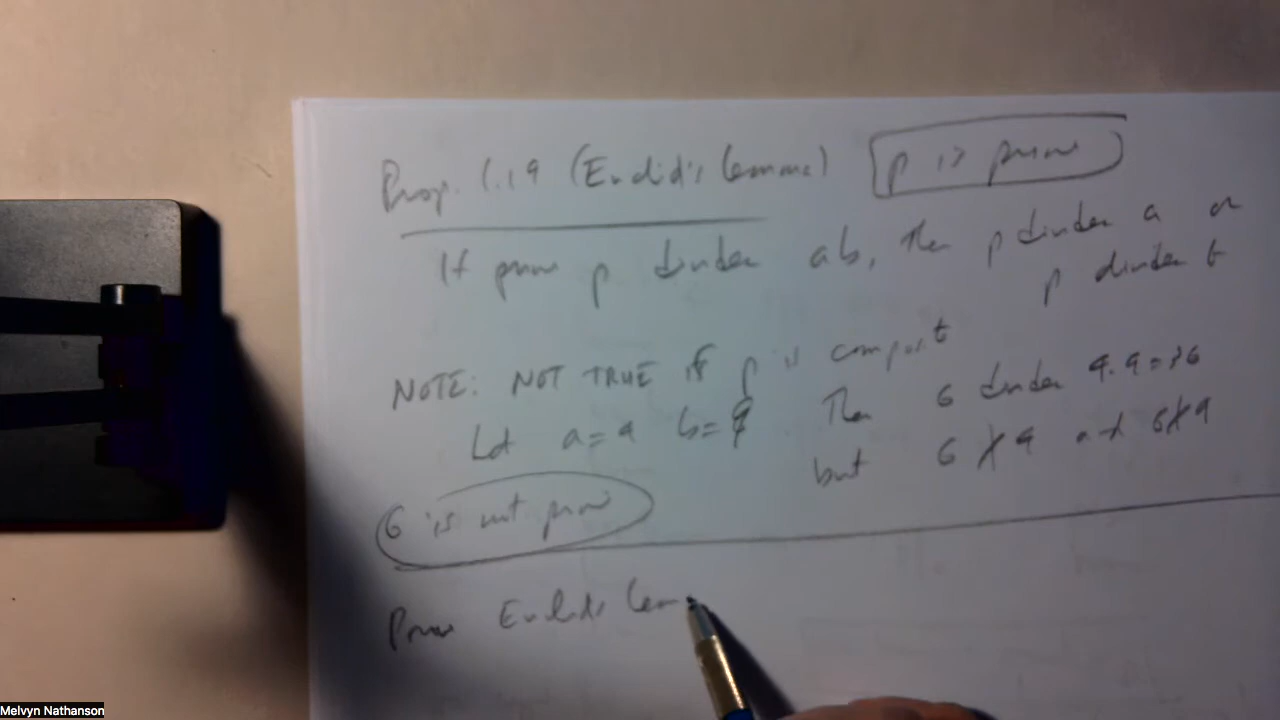 Prop. 1.19 (Euclid's Lemma) p is prime
If prime p divides ab, then p divides a or
p divides b
NOTE: NOT TRUE if p is composit
Let a=4 b=9 Then 6 divides 4.9=36
but 6∤4 and 6∤9
6 is not prime
Prove Euclid's Lem
Melvyn Nathanson